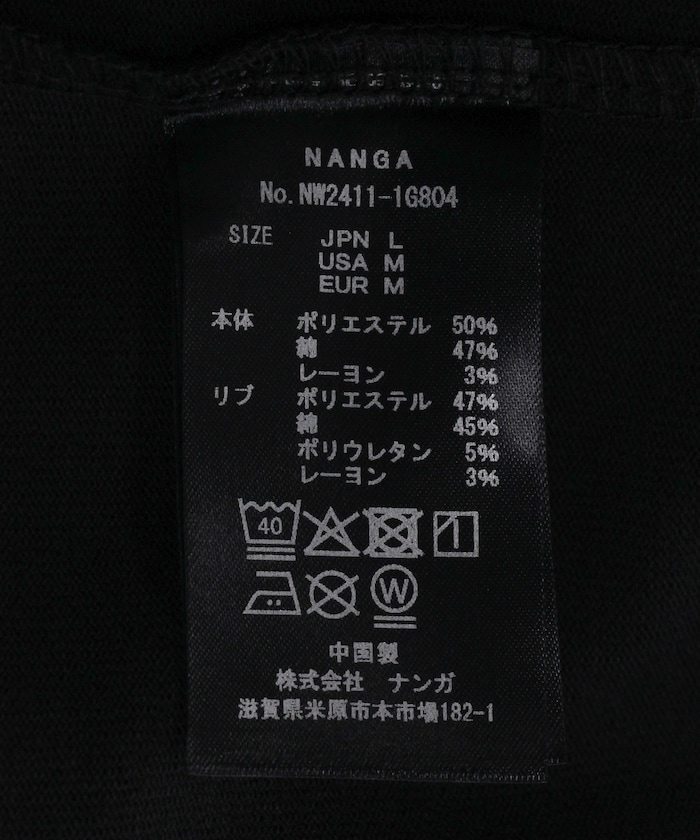 NANGA
No. NW2411-1G804
SIZE JPN L
USA M
EUR M
本体 ポリエステル 50%
綿 47%
レーヨン 3%
リブ ポリエステル 47%
綿 45%
ポリウレタン 5%
レーヨン 3%
40
W
中国製
株式会社 ナンガ
滋賀県米原市本市場182-1